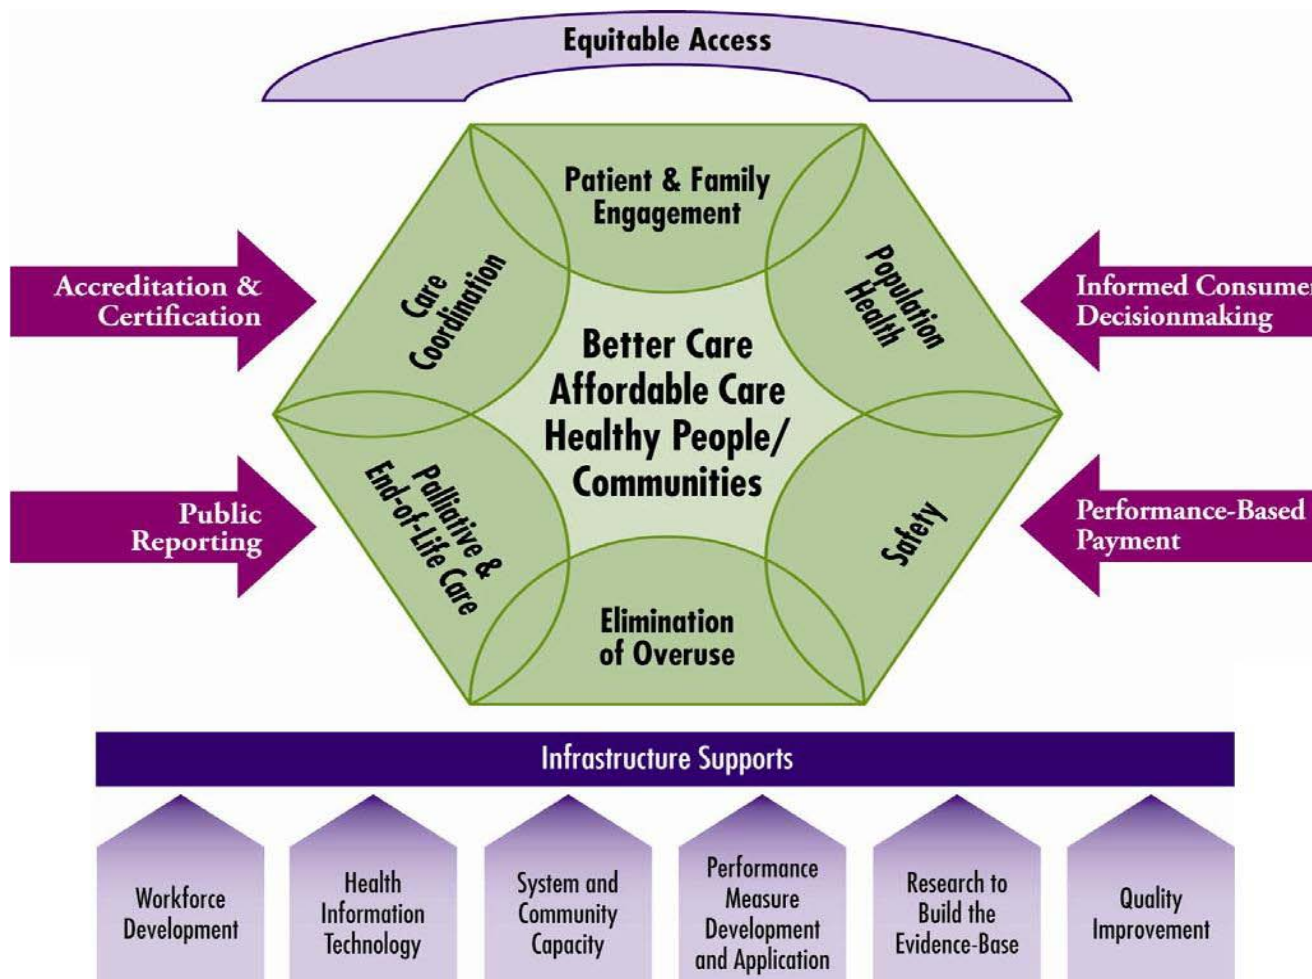 Equitable Access
Patient & Family
Engagement
Care
Coordination
Population
Health
Accreditation &
Certification
Informed Consumer
Decisionmaking
Better Care
Affordable Care
Healthy People/
Communities
Public
Reporting
Palliative &
End-of-Life Care
Safety
Performance-Based
Payment
Elimination
of Overuse
Infrastructure Supports
Workforce
Development
Health
Information
Technology
System and
Community
Capacity
Performance
Measure
Development
and Application
Research to
Build the
Evidence-Base
Quality
Improvement